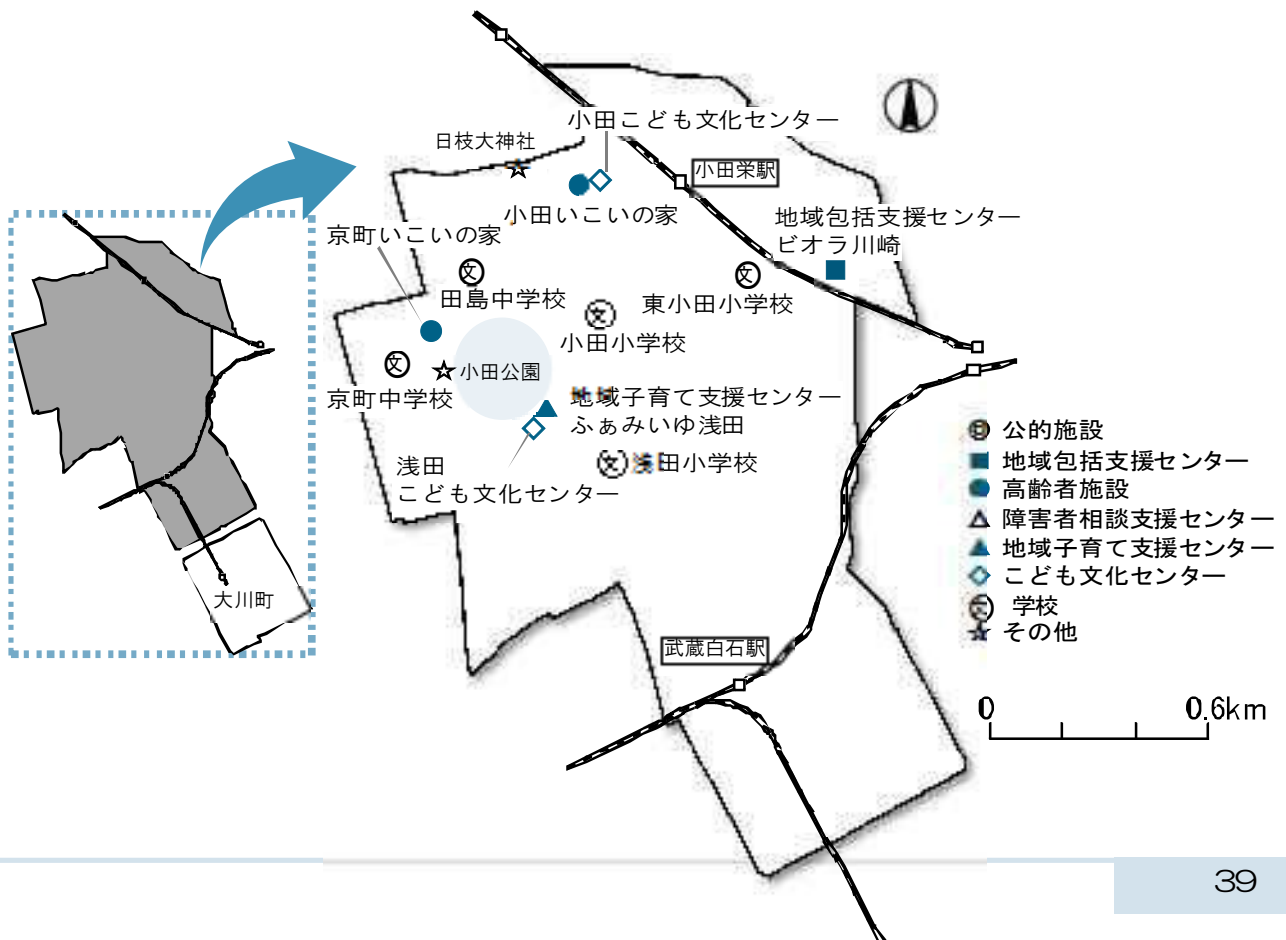 小田こども文化センター
日枝大神社
小田栄駅
小田いこいの家
地域包括支援センター
ビオラ川崎
京町いこいの家
田島中学校
東小田小学校
小田小学校
小田公園
京町中学校
地域子育て支援センター
ふぁみいゆ浅田
浅田小学校
浅田
こども文化センター
武蔵白石駅
大川町
公的施設
地域包括支援センター
高齢者施設
障害者相談支援センター
地域子育て支援センター
こども文化センター
文 学校
その他
0 0.6km
39